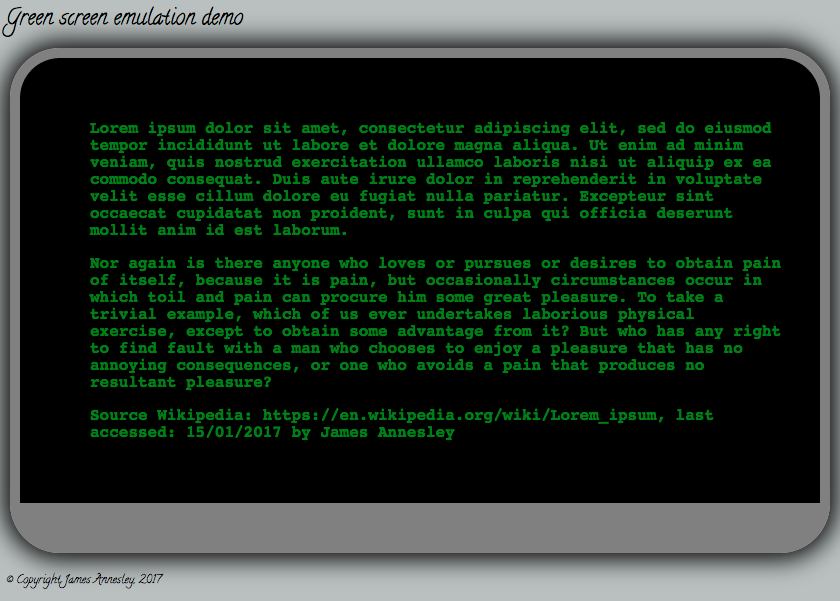 Green screen emulation demo
Lorem ipsum dolor sit amet, consectetur adipiscing elit, sed do eiusmod
tempor incididunt ut labore et dolore magna aliqua. Ut enim ad minim
veniam, quis nostrud exercitation ullamco laboris nisi ut aliquip ex ea
commodo consequat. Duis aute irure dolor in reprehenderit in voluptate
velit esse cillum dolore eu fugiat nulla pariatur. Excepteur sint
occaecat cupidatat non proident, sunt in culpa qui officia deserunt
mollit anim id est laborum.
Nor again is there anyone who loves or pursues or desires to obtain pain
of itself, because it is pain, but occasionally circumstances occur in
which toil and pain can procure him some great pleasure. To take a
trivial example, which of us ever undertakes laborious physical
exercise, except to obtain some advantage from it? But who has any right
to find fault with a man who chooses to enjoy a pleasure that has no
annoying consequences, or one who avoids a pain that produces no
resultant pleasure?
Source Wikipedia: https://en.wikipedia.org/wiki/Lorem_ipsum, last
accessed: 15/01/2017 by James Annesley
© Copyright James Annesley, 2017